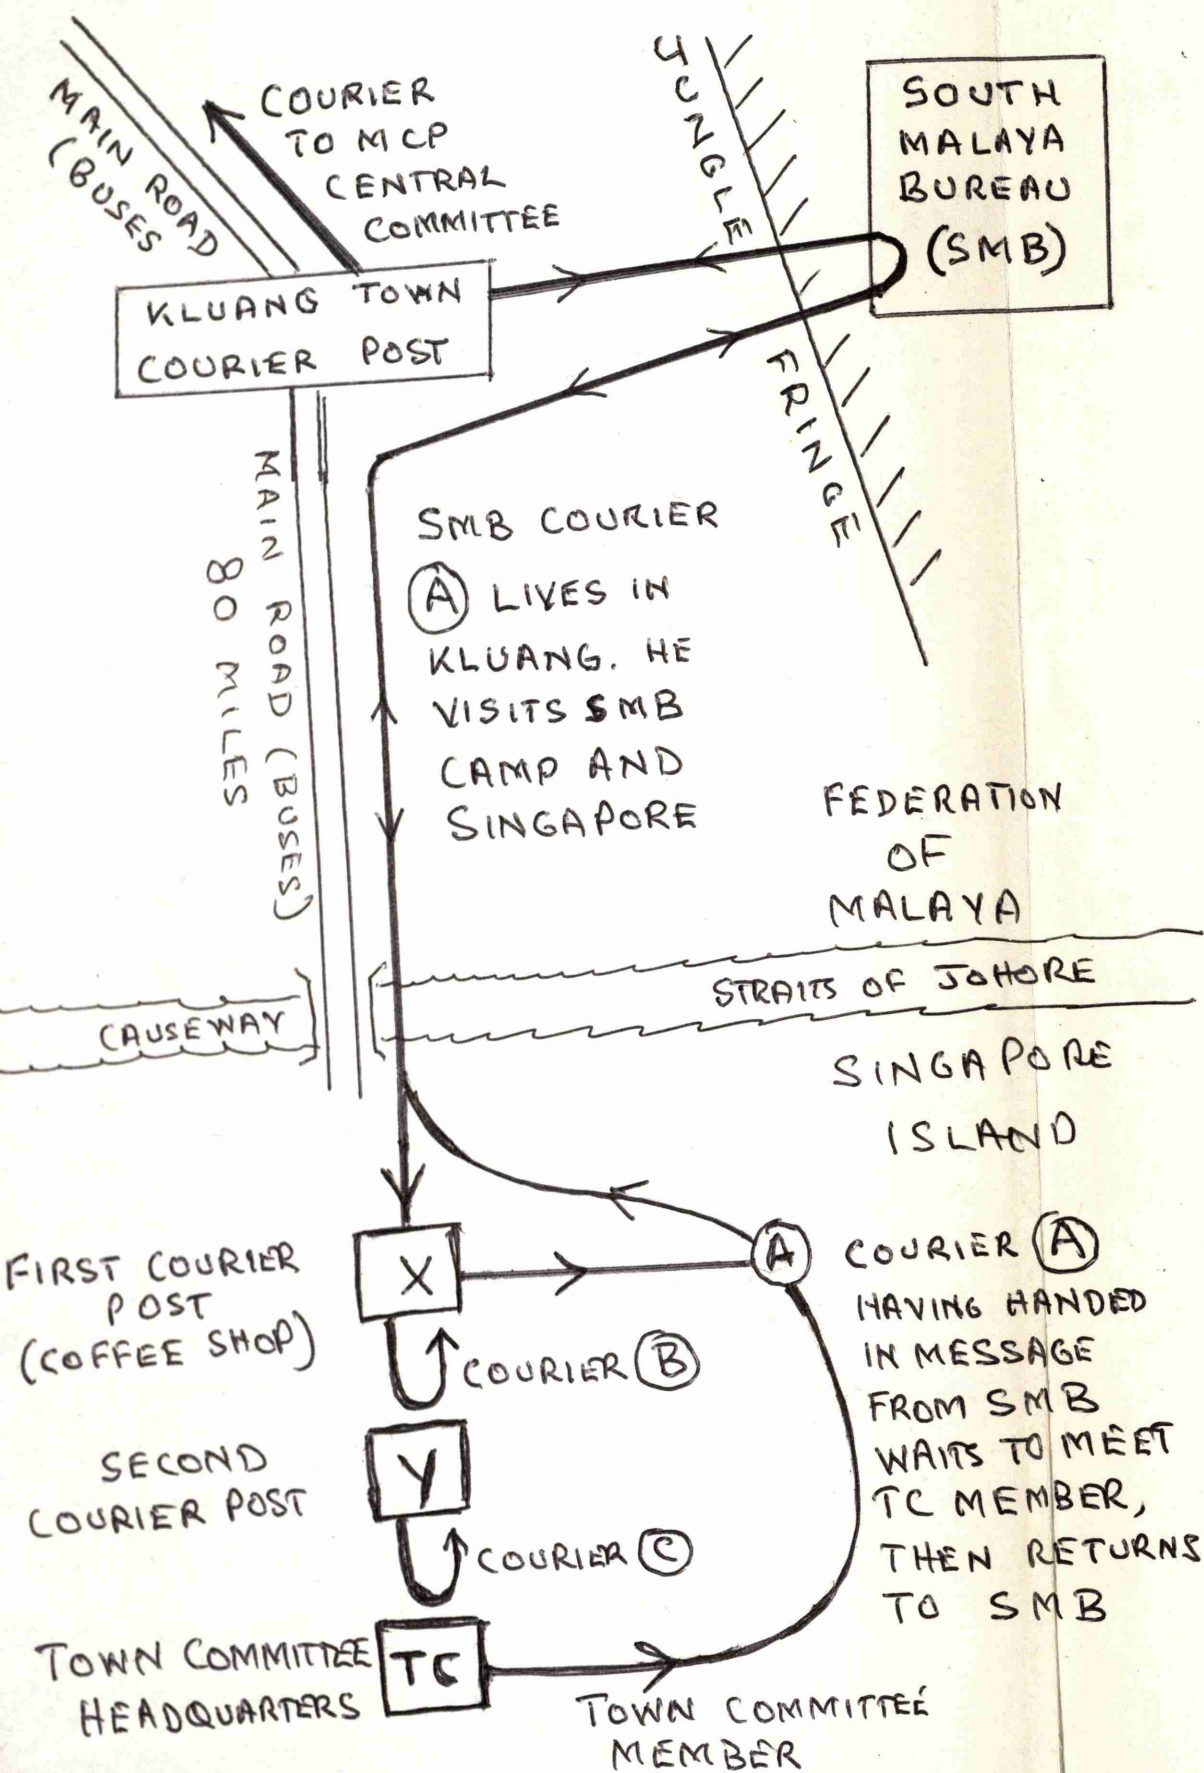 MAIN ROAD
(BUSES
COURIER
TO MCP
CENTRAL
COMMITTEE
JUNGLE
FRINGE
SOUTH
MALAYA
BUREAU
(SMB)
KLUANG TOWN
COURIER POST
MAIN ROAD (BUSES)
80 MILES
SMB COURIER
A LIVES IN
KLUANG. HE
VISITS SMB
CAMP AND
SINGAPORE
FEDERATION
OF
MALAYA
STRAITS OF JOHORE
CAUSEWAY
SINGAPORE
ISLAND
FIRST COURIER
POST
(COFFEE SHOP)
X
A
COURIER A
HAVING HANDED
IN MESSAGE
FROM SMB
WAITS TO MEET
TC MEMBER,
THEN RETURNS
TO SMB
COURIER B
SECOND
COURIER POST
Y
COURIER C
TOWN COMMITTEE
HEADQUARTERS
TC
TOWN COMMITTEE
MEMBER